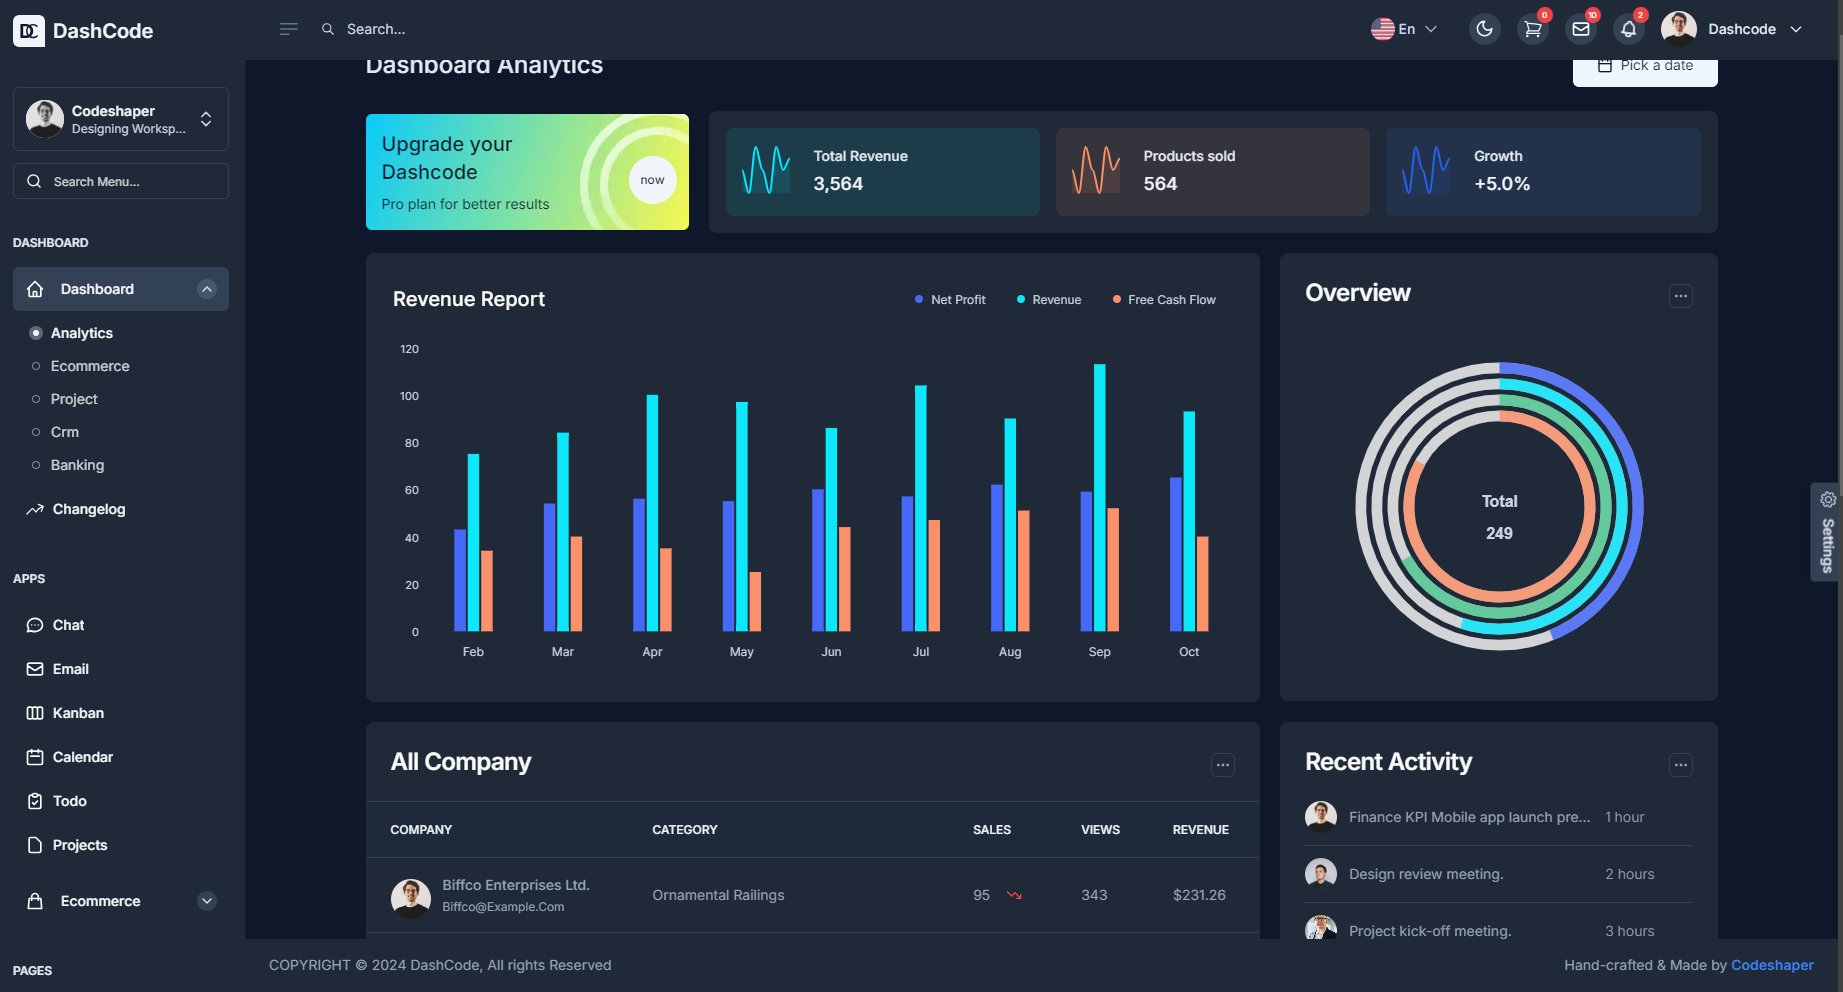 DC DashCode
Search...
En
0
10
2
Dashcode
Codeshaper
Designing Worksp...
Search Menu...
DASHBOARD
Dashboard
Analytics
Ecommerce
Project
Crm
Banking
Changelog
APPS
Chat
Email
Kanban
Calendar
Todo
Projects
Ecommerce
PAGES
Dashboard Analytics
Pick a date
Upgrade your
Dashcode
Pro plan for better results
now
Total Revenue
3,564
Products sold
564
Growth
+5.0%
Revenue Report
Net Profit Revenue Free Cash Flow
120
100
80
60
40
20
0
Feb Mar Apr May Jun Jul Aug Sep Oct
Overview
Total
249
Settings
All Company
COMPANY CATEGORY SALES VIEWS REVENUE
Biffco Enterprises Ltd.
Biffco@Example.Com
Ornamental Railings 95 343 $231.26
Recent Activity
Finance KPI Mobile app launch pre... 1 hour
Design review meeting. 2 hours
Project kick-off meeting. 3 hours
COPYRIGHT © 2024 DashCode, All rights Reserved
Hand-crafted & Made by Codeshaper